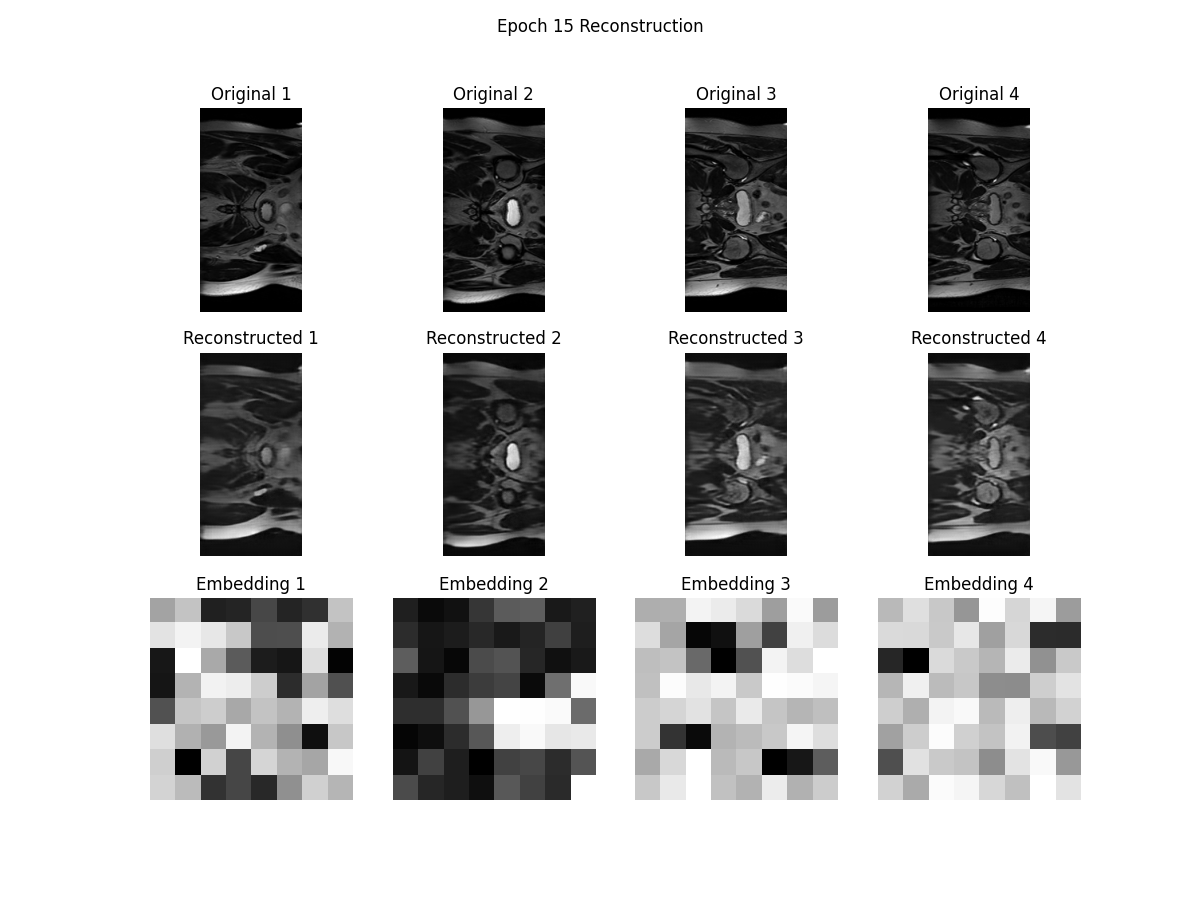 Epoch 15 Reconstruction
Original 1
Original 2
Original 3
Original 4
Reconstructed 1
Reconstructed 2
Reconstructed 3
Reconstructed 4
Embedding 1
Embedding 2
Embedding 3
Embedding 4